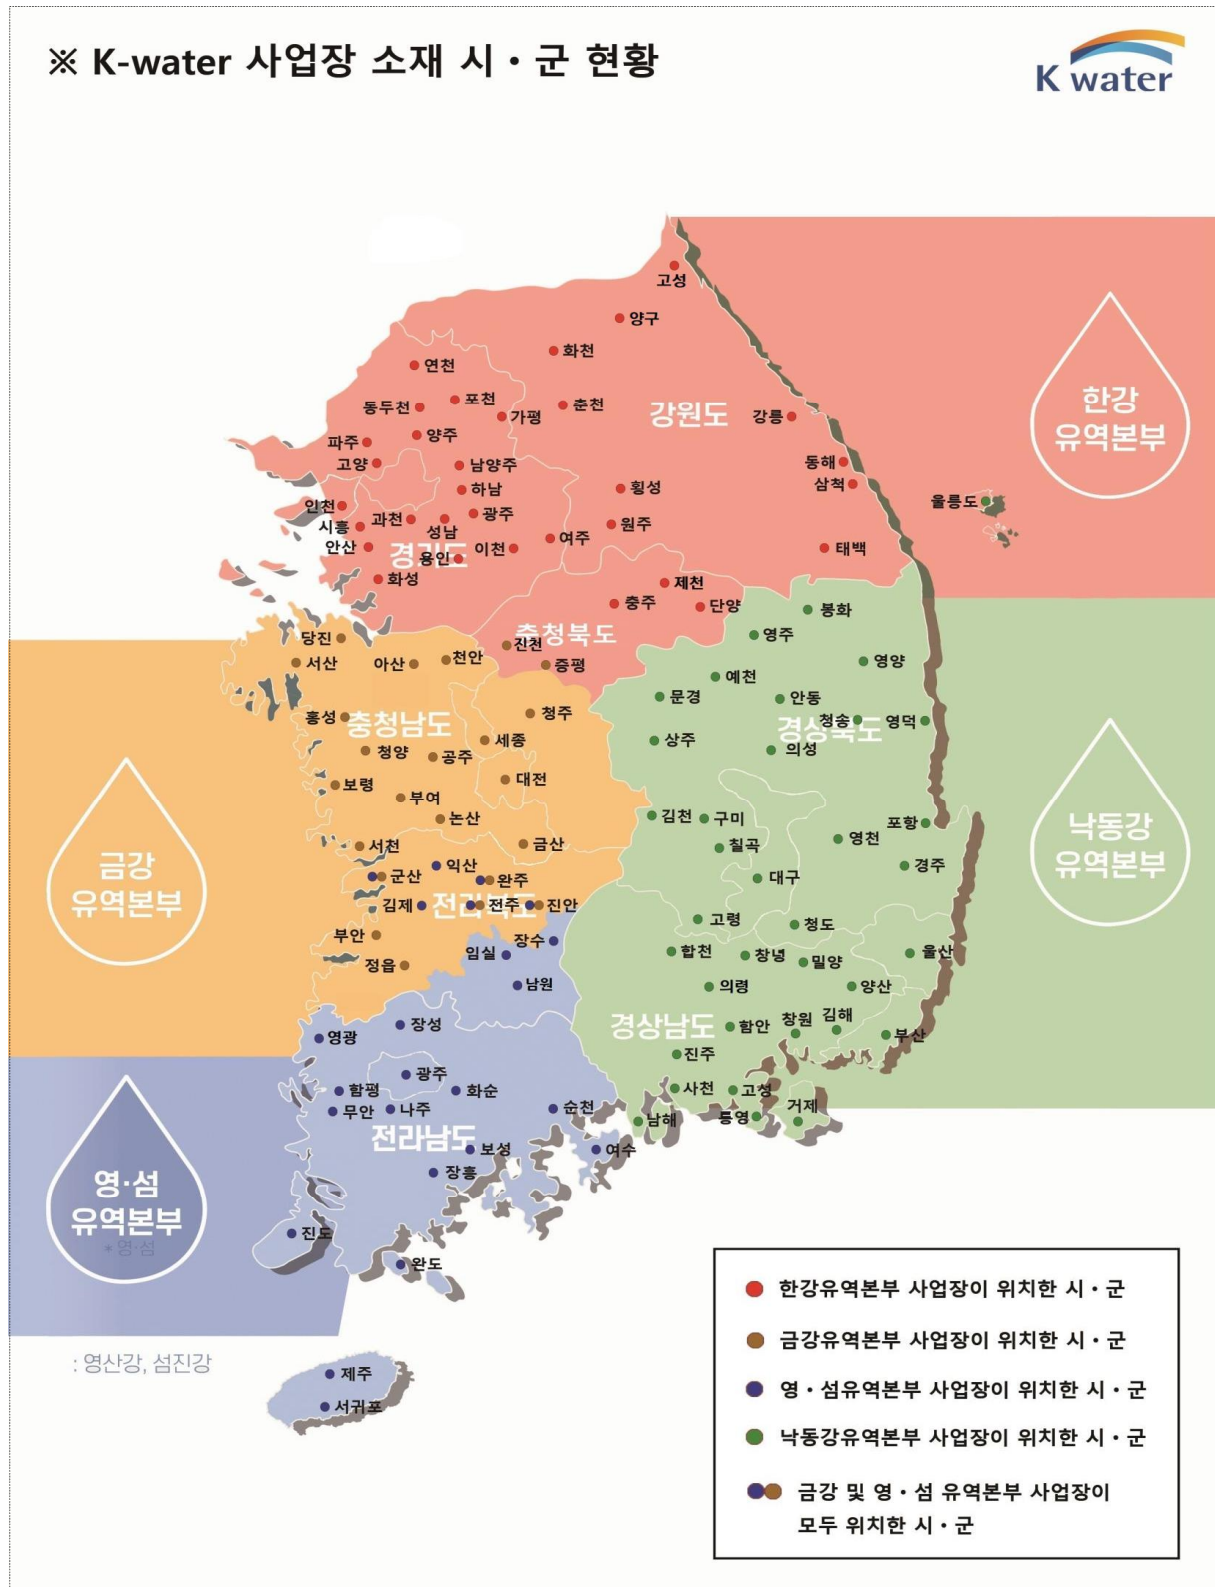 ※ K-water 사업장 소재 시・군 현황
K water
고성
양구
화천
연천
포천
동두천
가평
춘천
강원도
강릉
한강
유역본부
양주
파주
고양
남양주
동해
삼척
하남
횡성
울릉도
인천
시흥
과천
성남
광주
원주
여주
안산
경기도
용인
이천
태백
화성
제천
충주
단양
봉화
당진
충청북도
진천
영주
서산
아산
천안
증평
영양
예천
문경
안동
홍성
충청남도
청주
청송
경상북도
영덕
세종
상주
의성
청양
공주
대전
보령
부여
금강
유역본부
논산
김천
구미
포항
영천
낙동강
유역본부
서천
금산
칠곡
익산
경주
군산
완주
대구
김제
전라북도
전주
진안
고령
청도
부안
장수
임실
합천
창녕
밀양
울산
정읍
남원
의령
양산
장성
경상남도
함안
창원
김해
영광
부산
진주
광주
함평
화순
사천
고성
무안
나주
순천
남해
통영
거제
전라남도
보성
여수
장흥
영·섬
유역본부
*영·섬
진도
완도
: 영산강, 섬진강
제주
서귀포
한강유역본부 사업장이 위치한 시・군
금강유역본부 사업장이 위치한 시・군
영・섬유역본부 사업장이 위치한 시・군
낙동강유역본부 사업장이 위치한 시・군
금강 및 영・섬 유역본부 사업장이
모두 위치한 시・군